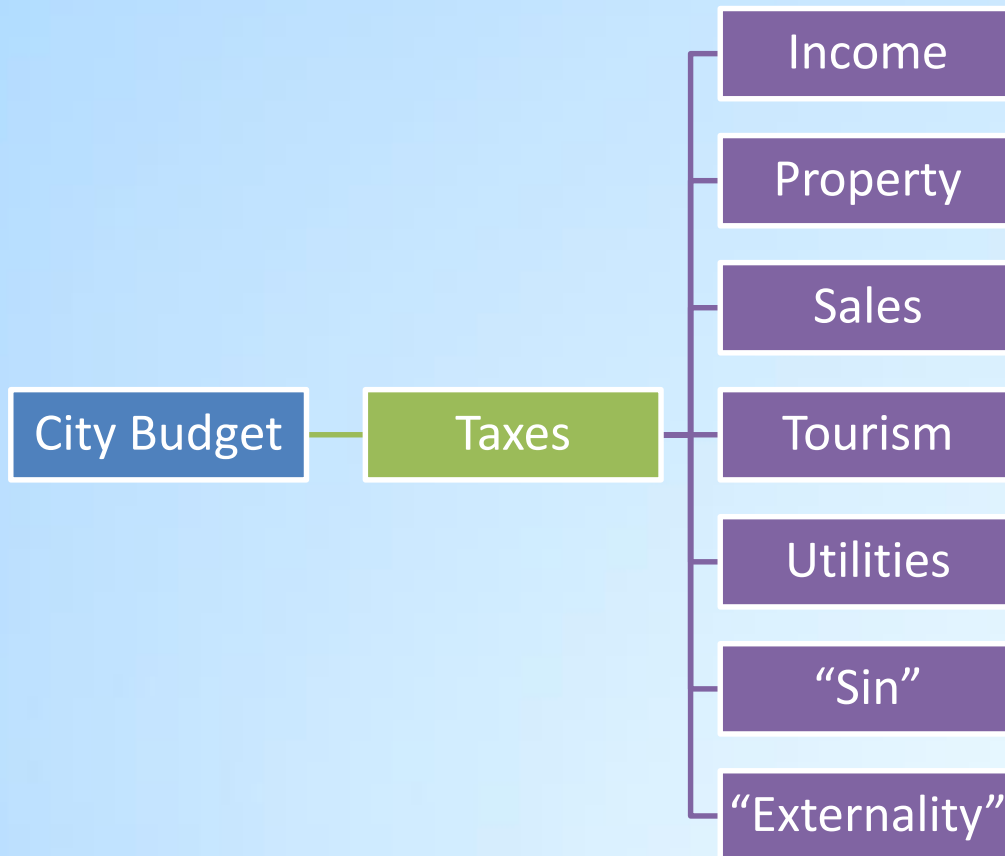 City Budget
Taxes
Income
Property
Sales
Tourism
Utilities
“Sin”
“Externality”